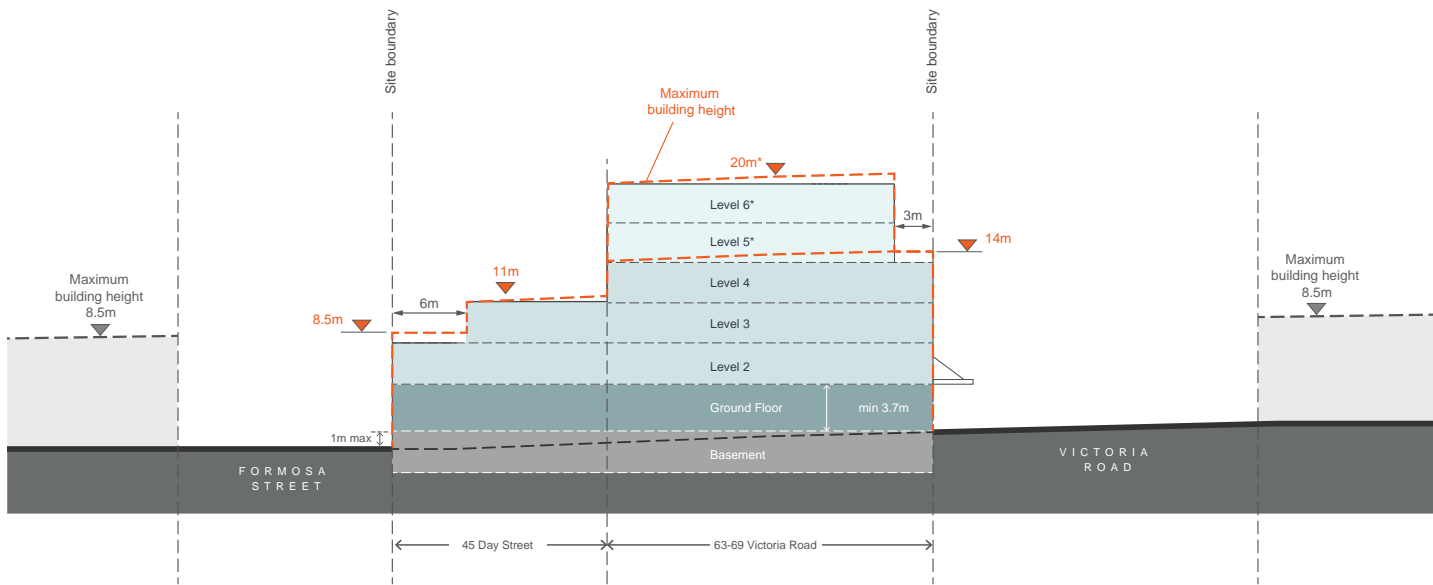 Site boundary
Site boundary
Maximum
building height
20m*
Level 6*
3m
Level 5*
14m
Maximum
building height
8.5m
11m
Level 4
Maximum
building height
8.5m
6m
8.5m
Level 3
Level 2
Ground Floor
min 3.7m
1m max
Basement
FORMOSA
STREET
VICTORIA
ROAD
45 Day Street
63-69 Victoria Road